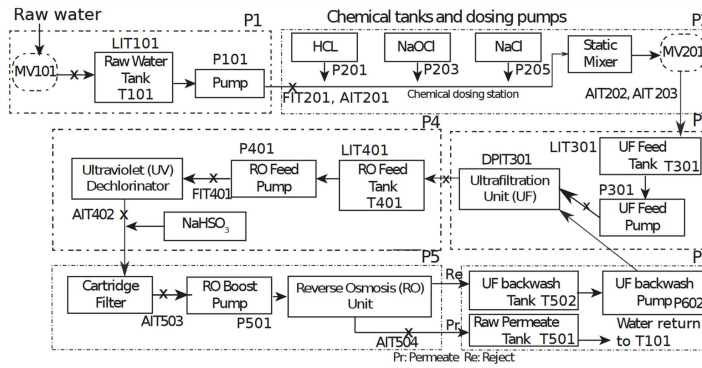 Raw water
P1
Chemical tanks and dosing pumps
P
LIT101
MV101
Raw Water
Tank
T101
P101
Pump
HCL
NaOCl
NaCl
P201
P203
P205
Static
Mixer
MV201
FIT201, AIT201
Chemical dosing station
AIT202, AIT 203
P4
P
P401
LIT401
DPIT301
LIT301
UF Feed
Tank
T301
Ultraviolet (UV)
Dechlorinator
RO Feed
Pump
RO Feed
Tank
T401
Ultrafiltration
Unit (UF)
P301
UF Feed
Pump
FIT401
AIT402
NaHSO3
P5
P
Cartridge
Filter
RO Boost
Pump
Reverse Osmosis (RO)
Unit
Re
UF backwash
Tank T502
UF backwash
Pump P602
AIT503
P501
AIT504
Pr
Raw Permeate
Tank T501
Water return
to T101
Pr: Permeate Re: Reject